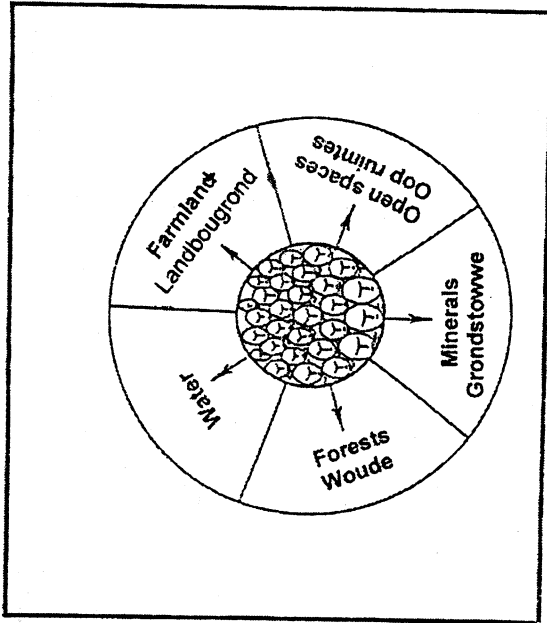 Farmland
Landbougrond
Open spaces
Oop ruimtes
Minerals
Grondstowwe
Forests
Woude
Water